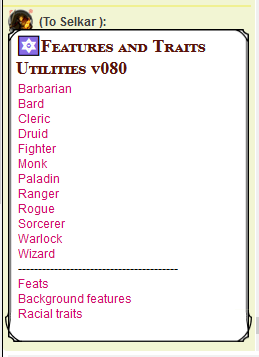 (To Selkar ):
Features and Traits
Utilities v080
Barbarian
Bard
Cleric
Druid
Fighter
Monk
Paladin
Ranger
Rogue
Sorcerer
Warlock
Wizard
----------------------------------------
Feats
Background features
Racial traits